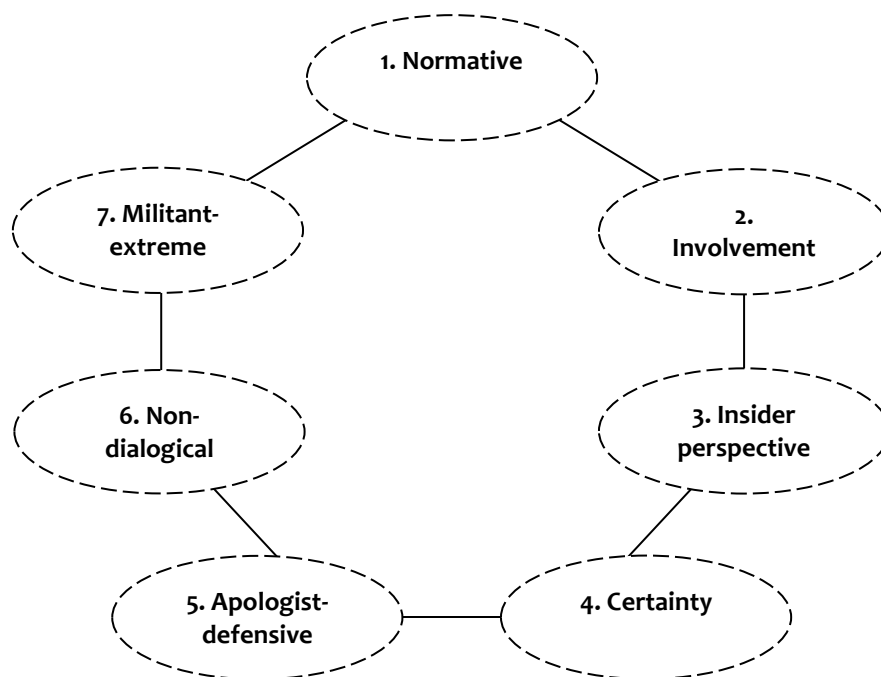 1. Normative
2.
Involvement
3. Insider
perspective
4. Certainty
5. Apologist-
defensive
6. Non-
dialogical
7. Militant-
extreme